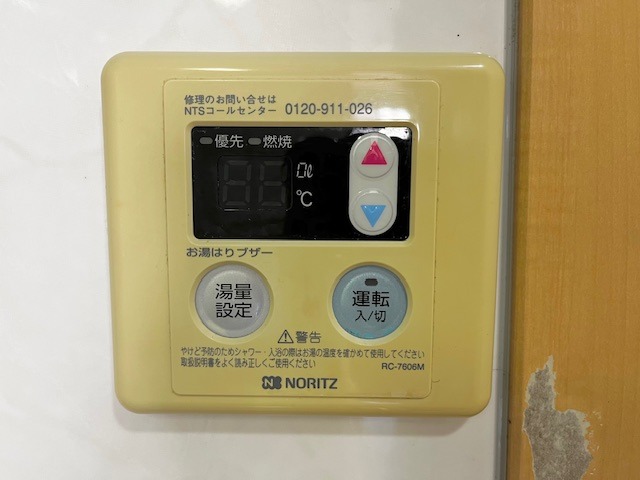 修理のお問い合せは
NTSコールセンター 0120-911-026
優先 燃焼
0ℓ
℃
お湯はりブザー
湯量
設定
運転
入/切
⚠警告
やけど予防のためシャワー・入浴の際はお湯の温度を確かめて使用してください
取扱説明書をよく読み正しくご使用ください
RC-7606M
NORITZ